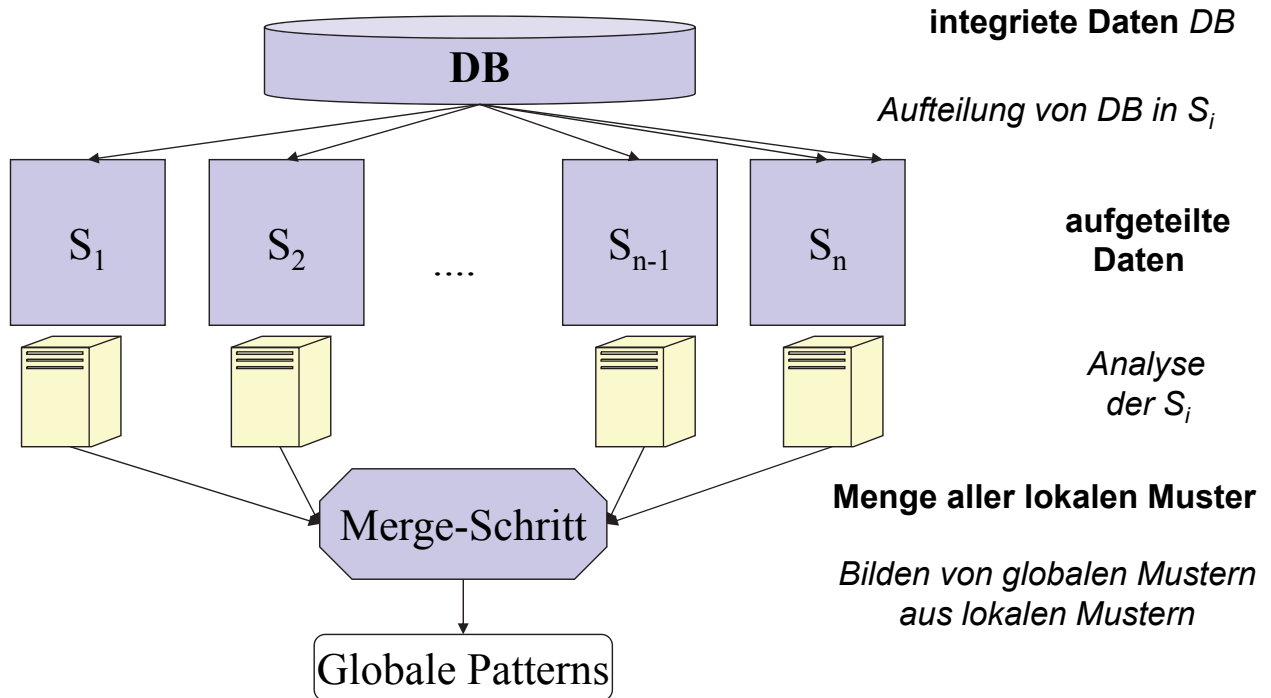 integriete Daten DB
DB
Aufteilung von DB in Sᵢ
S₁
S₂
....
Sₙ₋₁
Sₙ
aufgeteilte
Daten
Analyse
der Sᵢ
Menge aller lokalen Muster
Merge-Schritt
Bilden von globalen Mustern
aus lokalen Mustern
Globale Patterns